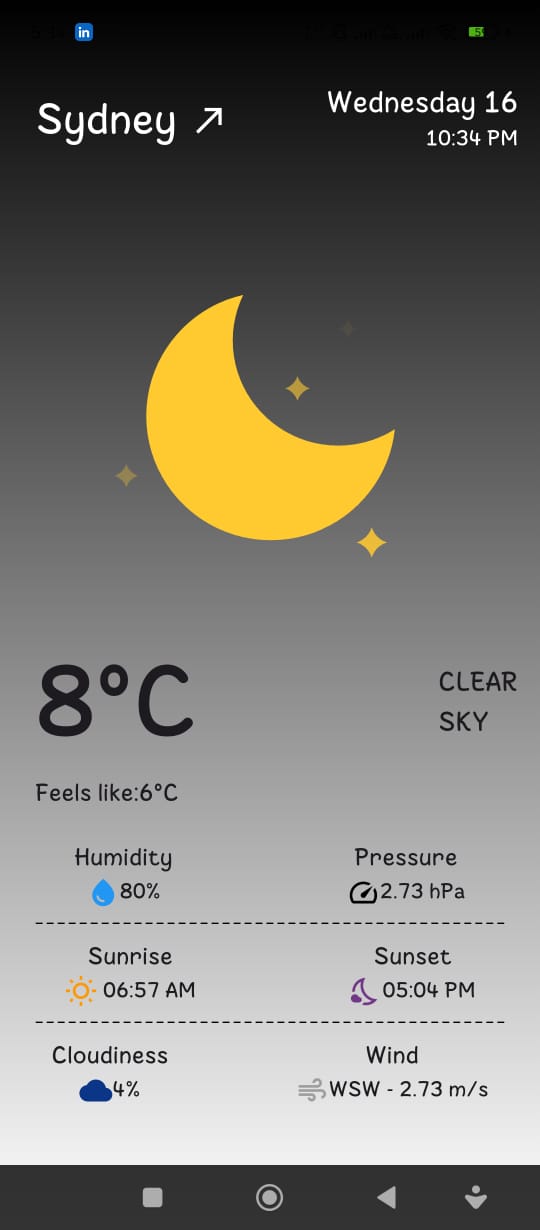 in
Sydney
Wednesday 16
10:34 PM
8°C
CLEAR
SKY
Feels like:6°C
Humidity
80%
Pressure
2.73 hPa
Sunrise
06:57 AM
Sunset
05:04 PM
Cloudiness
4%
Wind
WSW - 2.73 m/s